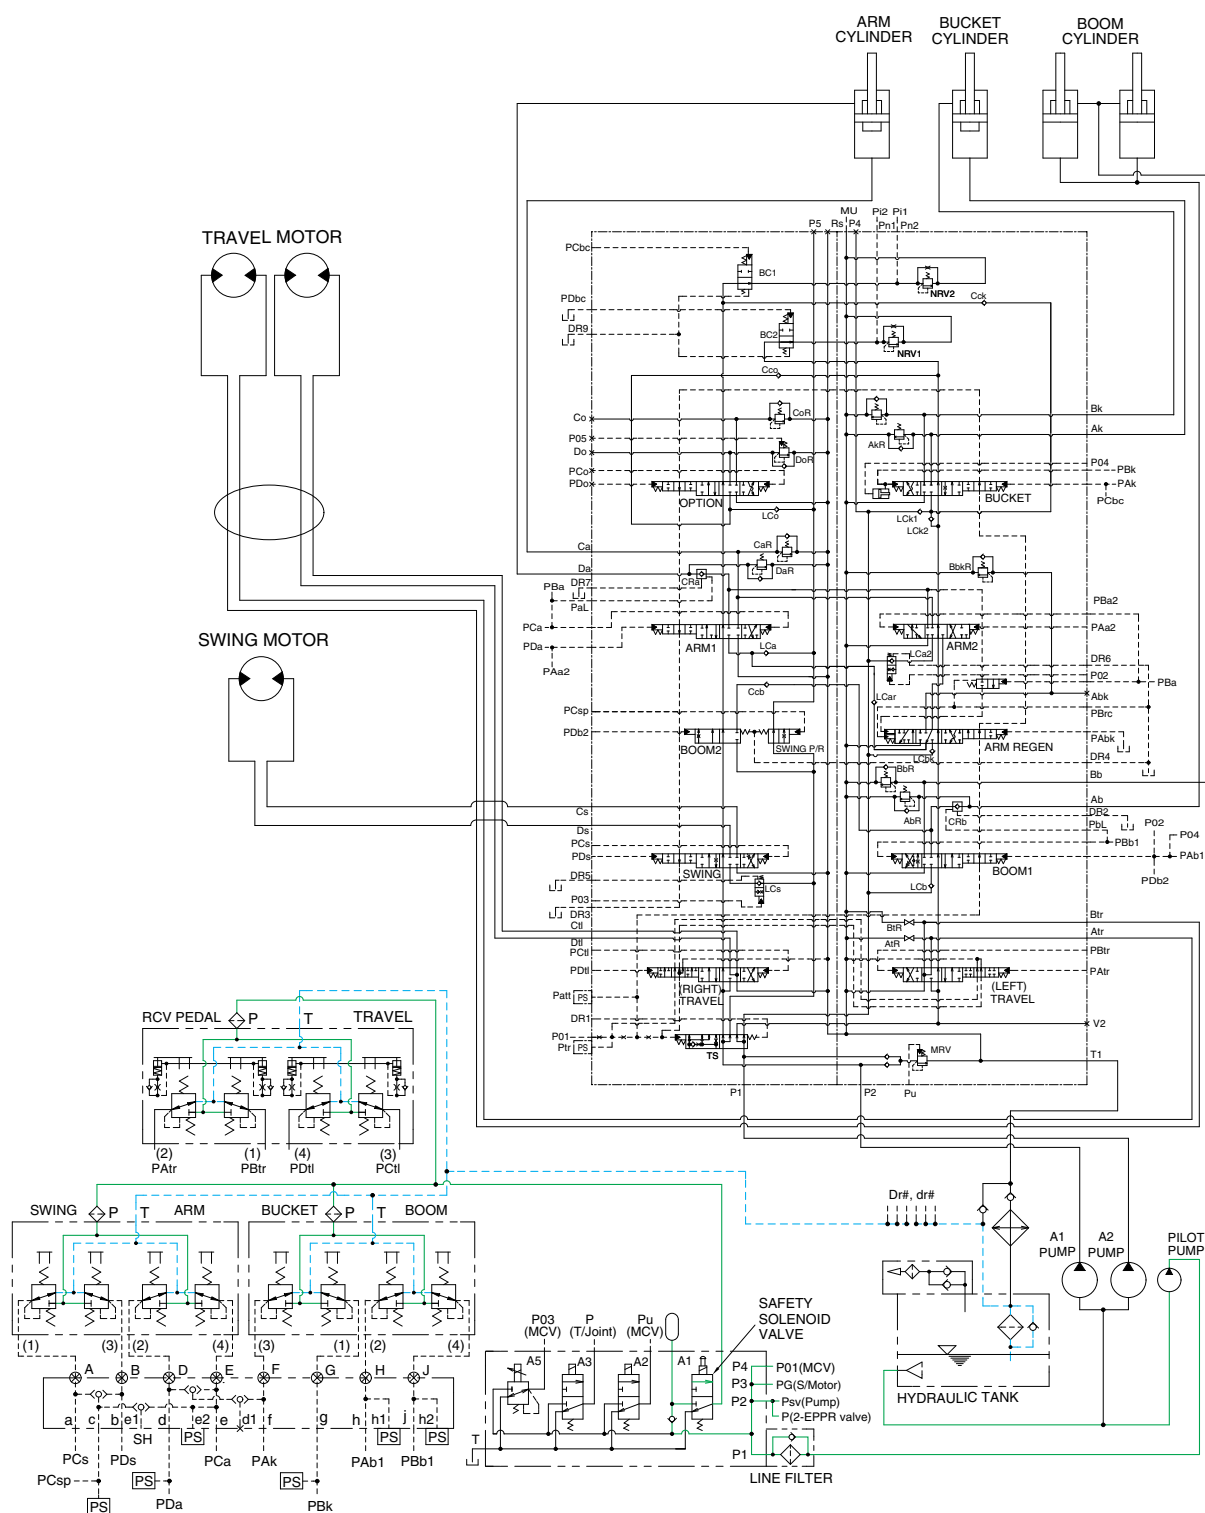 ARM
CYLINDER
BUCKET
CYLINDER
BOOM
CYLINDER
TRAVEL MOTOR
SWING MOTOR
P5
Rs
MU
P4
Pi2
Pi1
Pn1
Pn2
PCbc
BC1
NRV2
Cck
PDbc
DR9
BC2
NRV1
Cco
Co
CoR
Bk
P05
AkR
Ak
Do
DoR
PCo
P04
PBk
PDo
PAk
OPTION
BUCKET
PCbc
LCo
LCk1
LCk2
Ca
CaR
Da
DaR
BbkR
PBa
DR7
CRa
PaL
PBa2
PCa
PAa2
PDa
ARM1
ARM2
PAa2
LCa
LCa2
DR6
Ccb
P02
PBa
LCar
Abk
PCsp
PBrc
PDb2
BOOM2
SWING P/R
ARM REGEN
PAbk
LCbk
DR4
BbR
Bb
AbR
CRb
Ab
Cs
DR2
Ds
PbL
P02
P04
PCs
PBb1
PDs
PAb1
SWING
BOOM1
PDb2
DR5
LCs
LCb
P03
DR3
Btr
Ctl
BtR
Atr
Dtl
AtR
PCtl
PBtr
PDtl
PAtr
(RIGHT)
TRAVEL
(LEFT)
TRAVEL
Patt
PS
DR1
P01
V2
Ptr
PS
TS
MRV
T1
P1
P2
Pu
RCV PEDAL
P
T
TRAVEL
(2)
(1)
(4)
(3)
PAtr
PBtr
PDtl
PCtl
SWING
P
T
ARM
BUCKET
P
T
BOOM
(1)
(3)
(2)
(4)
(3)
(1)
(2)
(4)
A
B
D
E
F
G
H
J
a
c
b
e1
d
e2
e
d1
f
g
h
h1
j
h2
SH
PS
PS
PS
PCs
PDs
PCa
PAk
PAb1
PBb1
PCsp
PS
PS
PS
PDa
PBk
Dr#, dr#
A1
PUMP
A2
PUMP
PILOT
PUMP
HYDRAULIC TANK
P03
(MCV)
P
(T/Joint)
Pu
(MCV)
SAFETY
SOLENOID
VALVE
A5
A3
A2
A1
P4
P01(MCV)
P3
PG(S/Motor)
P2
Psv(Pump)
P(2-EPPR valve)
T
P1
LINE FILTER